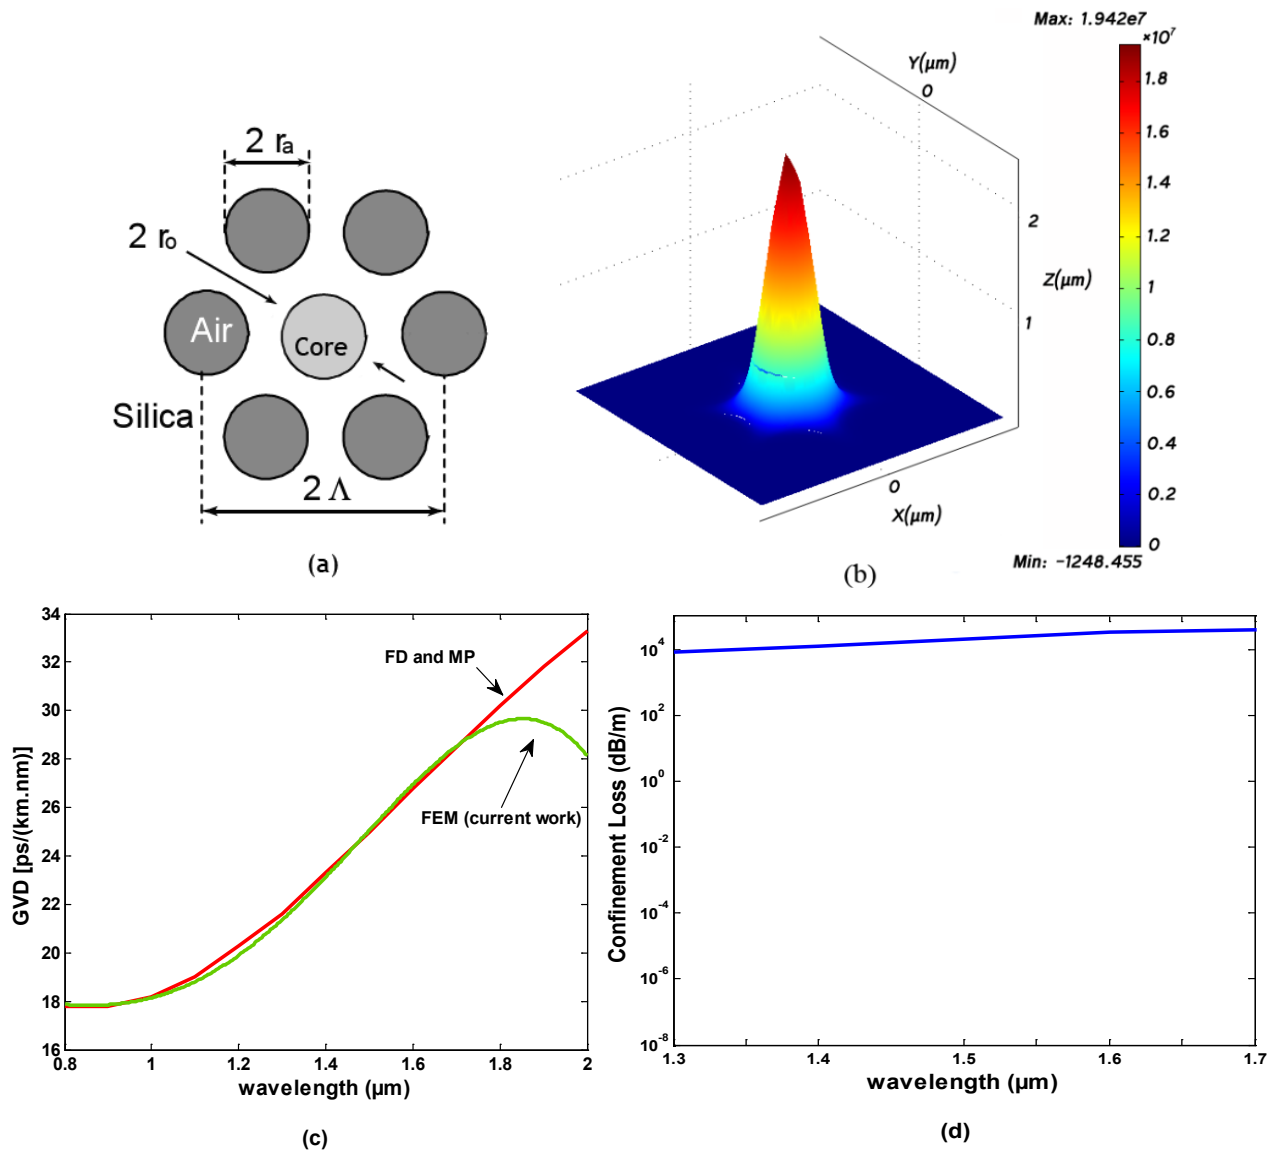 2 rₐ
2 rₒ
Air
Core
Silica
2 Λ
(a)
Max: 1.942e7
×10⁷
1.8
1.6
1.4
1.2
1
0.8
0.6
0.4
0.2
0
Min: -1248.455
Y(µm)
0
2
Z(µm)
1
0
X(µm)
(b)
34
32
30
28
26
24
22
20
18
16
GVD [ps/(km.nm)]
FD and MP
FEM (current work)
0.8 1 1.2 1.4 1.6 1.8 2
wavelength (µm)
(c)
10⁴
10²
10⁰
10⁻²
10⁻⁴
10⁻⁶
10⁻⁸
Confinement Loss (dB/m)
1.3 1.4 1.5 1.6 1.7
wavelength (µm)
(d)